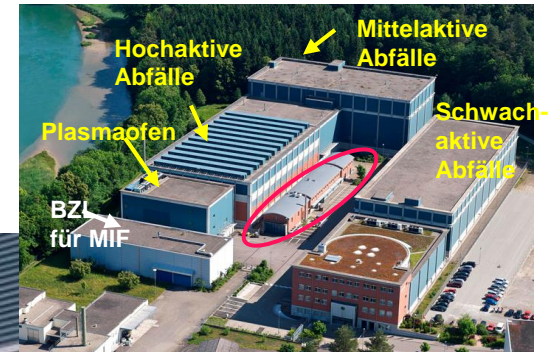 Mittelaktive
Abfälle
Hochaktive
Abfälle
Schwach-
aktive
Abfälle
Plasmaofen
BZL
für MIF